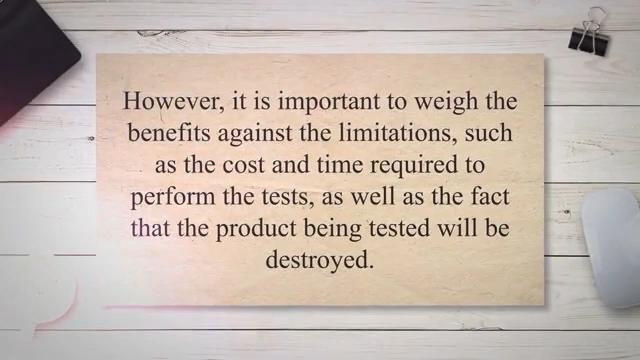 However, it is important to weigh the
benefits against the limitations, such
as the cost and time required to
perform the tests, as well as the fact
that the product being tested will be
destroyed.